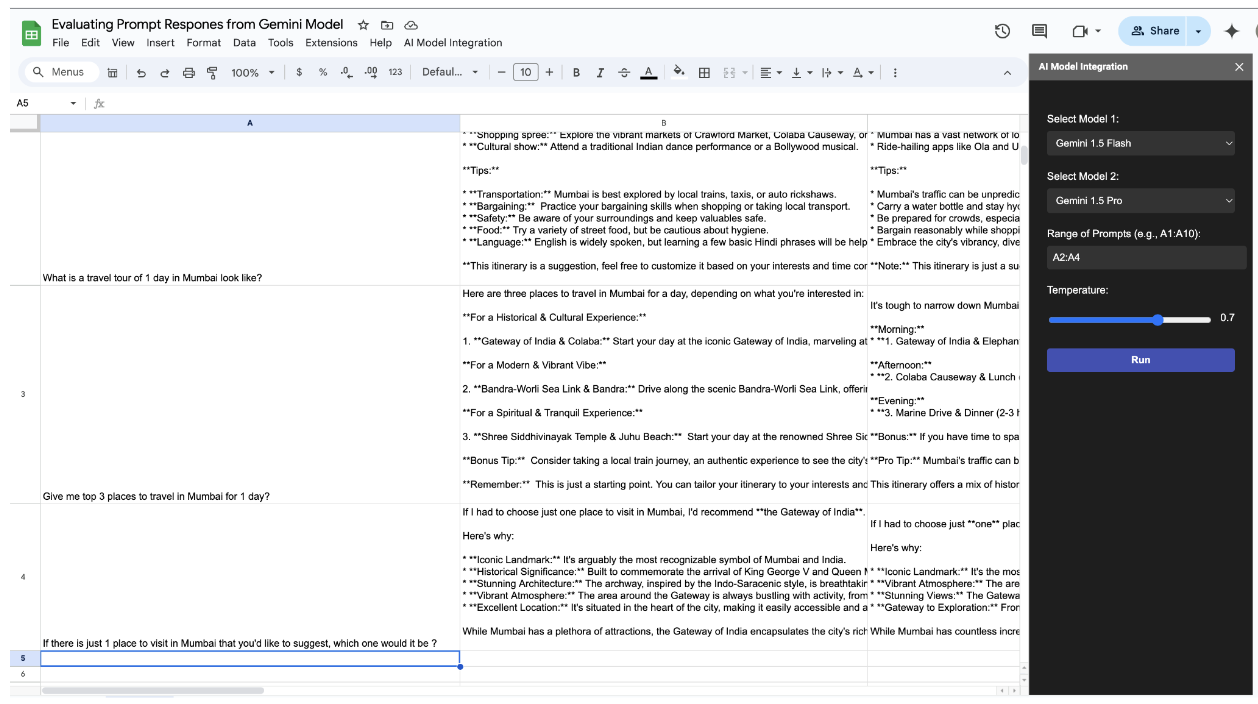 Evaluating Prompt Respones from Gemini Model
File Edit View Insert Format Data Tools Extensions Help AI Model Integration
Share
Menus 100% $ % .0 .00 123 Defaul... 10 B I A
A5 fx
AI Model Integration
Select Model 1:
Gemini 1.5 Flash
Select Model 2:
Gemini 1.5 Pro
Range of Prompts (e.g., A1:A10):
A2:A4
Temperature:
0.7
Run
A B
What is a travel tour of 1 day in Mumbai look like?
* **Shopping spree:** Explore the vibrant markets of Crawford Market, Colaba Causeway, or
* **Cultural show:** Attend a traditional Indian dance performance or a Bollywood musical.
**Tips:**
* **Transportation:** Mumbai is best explored by local trains, taxis, or auto rickshaws.
* **Bargaining:** Practice your bargaining skills when shopping or taking local transport.
* **Safety:** Be aware of your surroundings and keep valuables safe.
* **Food:** Try a variety of street food, but be cautious about hygiene.
* **Language:** English is widely spoken, but learning a few basic Hindi phrases will be help
**This itinerary is a suggestion, feel free to customize it based on your interests and time cor
* Mumbai has a vast network of lo
* Ride-hailing apps like Ola and U
**Tips:**
* Mumbai's traffic can be unpredic
* Carry a water bottle and stay hyd
* Be prepared for crowds, especia
* Bargain reasonably while shoppi
* Embrace the city's vibrancy, dive
**Note:** This itinerary is just a su
3
Give me top 3 places to travel in Mumbai for 1 day?
Here are three places to travel in Mumbai for a day, depending on what you're interested in:
**For a Historical & Cultural Experience:**
1. **Gateway of India & Colaba:** Start your day at the iconic Gateway of India, marveling at
**For a Modern & Vibrant Vibe:**
2. **Bandra-Worli Sea Link & Bandra:** Drive along the scenic Bandra-Worli Sea Link, offerin
**For a Spiritual & Tranquil Experience:**
3. **Shree Siddhivinayak Temple & Juhu Beach:** Start your day at the renowned Shree Sid
**Bonus Tip:** Consider taking a local train journey, an authentic experience to see the city's
**Remember:** This is just a starting point. You can tailor your itinerary to your interests and
It's tough to narrow down Mumbai
**Morning:**
* **1. Gateway of India & Elephan
**Afternoon:**
* **2. Colaba Causeway & Lunch
**Evening:**
* **3. Marine Drive & Dinner (2-3 h
**Bonus:** If you have time to spa
**Pro Tip:** Mumbai's traffic can b
This itinerary offers a mix of histor
4
If there is just 1 place to visit in Mumbai that you'd like to suggest, which one would it be ?
If I had to choose just one place to visit in Mumbai, I'd recommend **the Gateway of India**.
Here's why:
* **Iconic Landmark:** It's arguably the most recognizable symbol of Mumbai and India.
* **Historical Significance:** Built to commemorate the arrival of King George V and Queen M
* **Stunning Architecture:** The archway, inspired by the Indo-Saracenic style, is breathtakin
* **Vibrant Atmosphere:** The area around the Gateway is always bustling with activity, from
* **Excellent Location:** It's situated in the heart of the city, making it easily accessible and a
While Mumbai has a plethora of attractions, the Gateway of India encapsulates the city's rich
If I had to choose just **one** plac
Here's why:
* **Iconic Landmark:** It's the mos
* **Vibrant Atmosphere:** The are
* **Stunning Views:** The Gatewa
* **Gateway to Exploration:** From
While Mumbai has countless incre
5
6